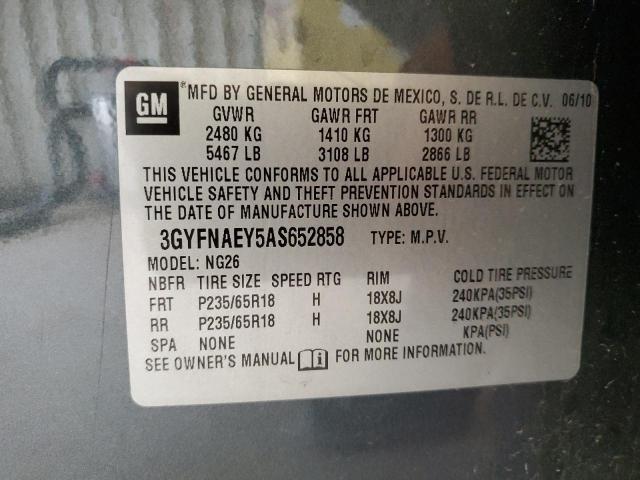 GM
®MFD BY GENERAL MOTORS DE MEXICO, S. DE R.L. DE C.V. 06/10
GVWR GAWR FRT GAWR RR
2480 KG 1410 KG 1300 KG
5467 LB 3108 LB 2866 LB
THIS VEHICLE CONFORMS TO ALL APPLICABLE U.S. FEDERAL MOTOR
VEHICLE SAFETY AND THEFT PREVENTION STANDARDS IN EFFECT ON
THE DATE OF MANUFACTURE SHOWN ABOVE.
3GYFNAEY5AS652858 TYPE: M.P.V.
MODEL: NG26
NBFR TIRE SIZE SPEED RTG RIM COLD TIRE PRESSURE
FRT P235/65R18 H 18X8J 240KPA(35PSI)
RR P235/65R18 H 18X8J 240KPA(35PSI)
SPA NONE NONE KPA(PSI)
SEE OWNER'S MANUAL FOR MORE INFORMATION.